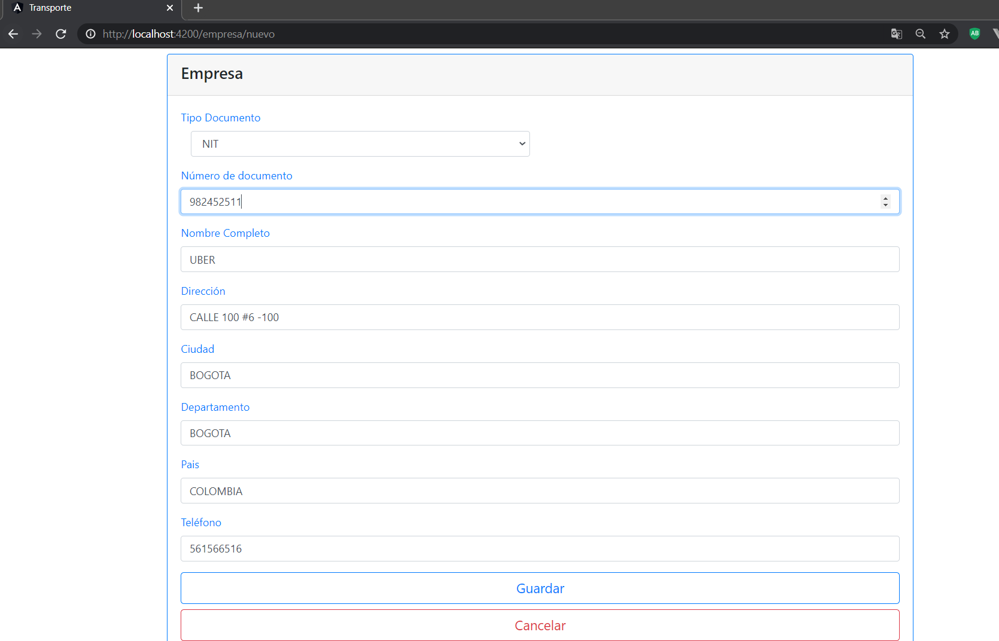 Transporte
http://localhost:4200/empresa/nuevo
AB
Empresa
Tipo Documento
NIT
Número de documento
982452511
Nombre Completo
UBER
Dirección
CALLE 100 #6 -100
Ciudad
BOGOTA
Departamento
BOGOTA
Pais
COLOMBIA
Teléfono
561566516
Guardar
Cancelar